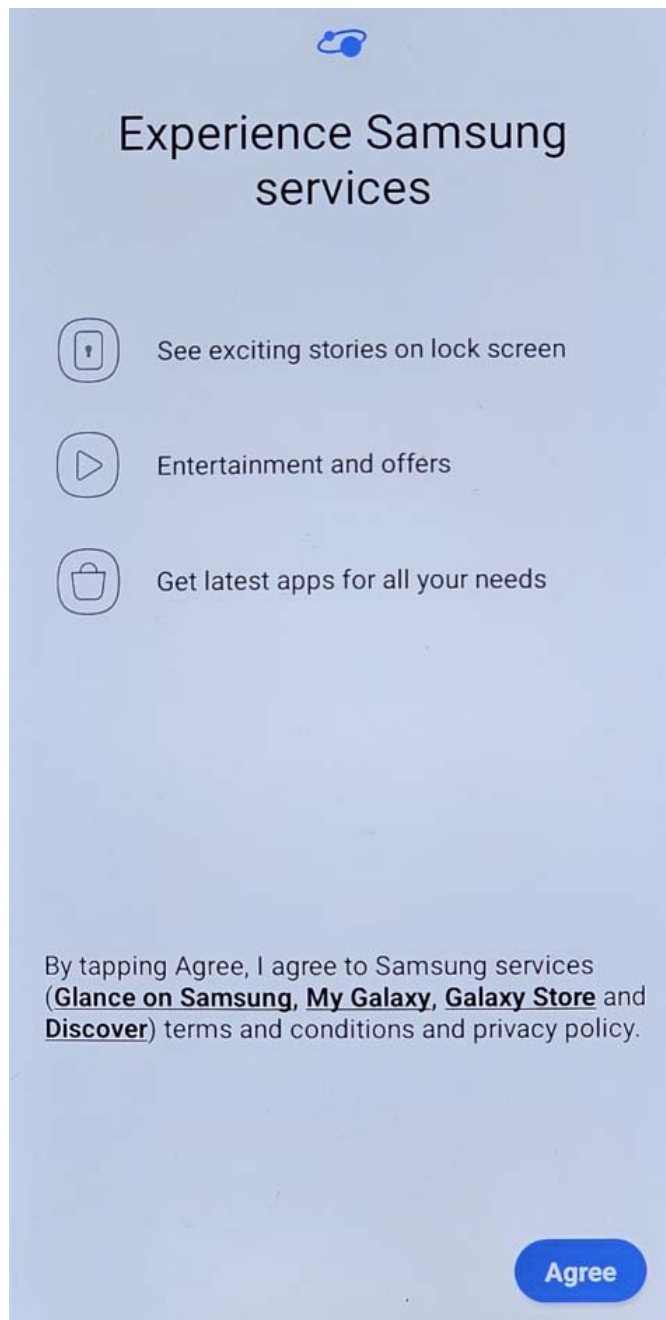 Experience Samsung
services
See exciting stories on lock screen
Entertainment and offers
Get latest apps for all your needs
By tapping Agree, I agree to Samsung services
(Glance on Samsung, My Galaxy, Galaxy Store and
Discover) terms and conditions and privacy policy.
Agree